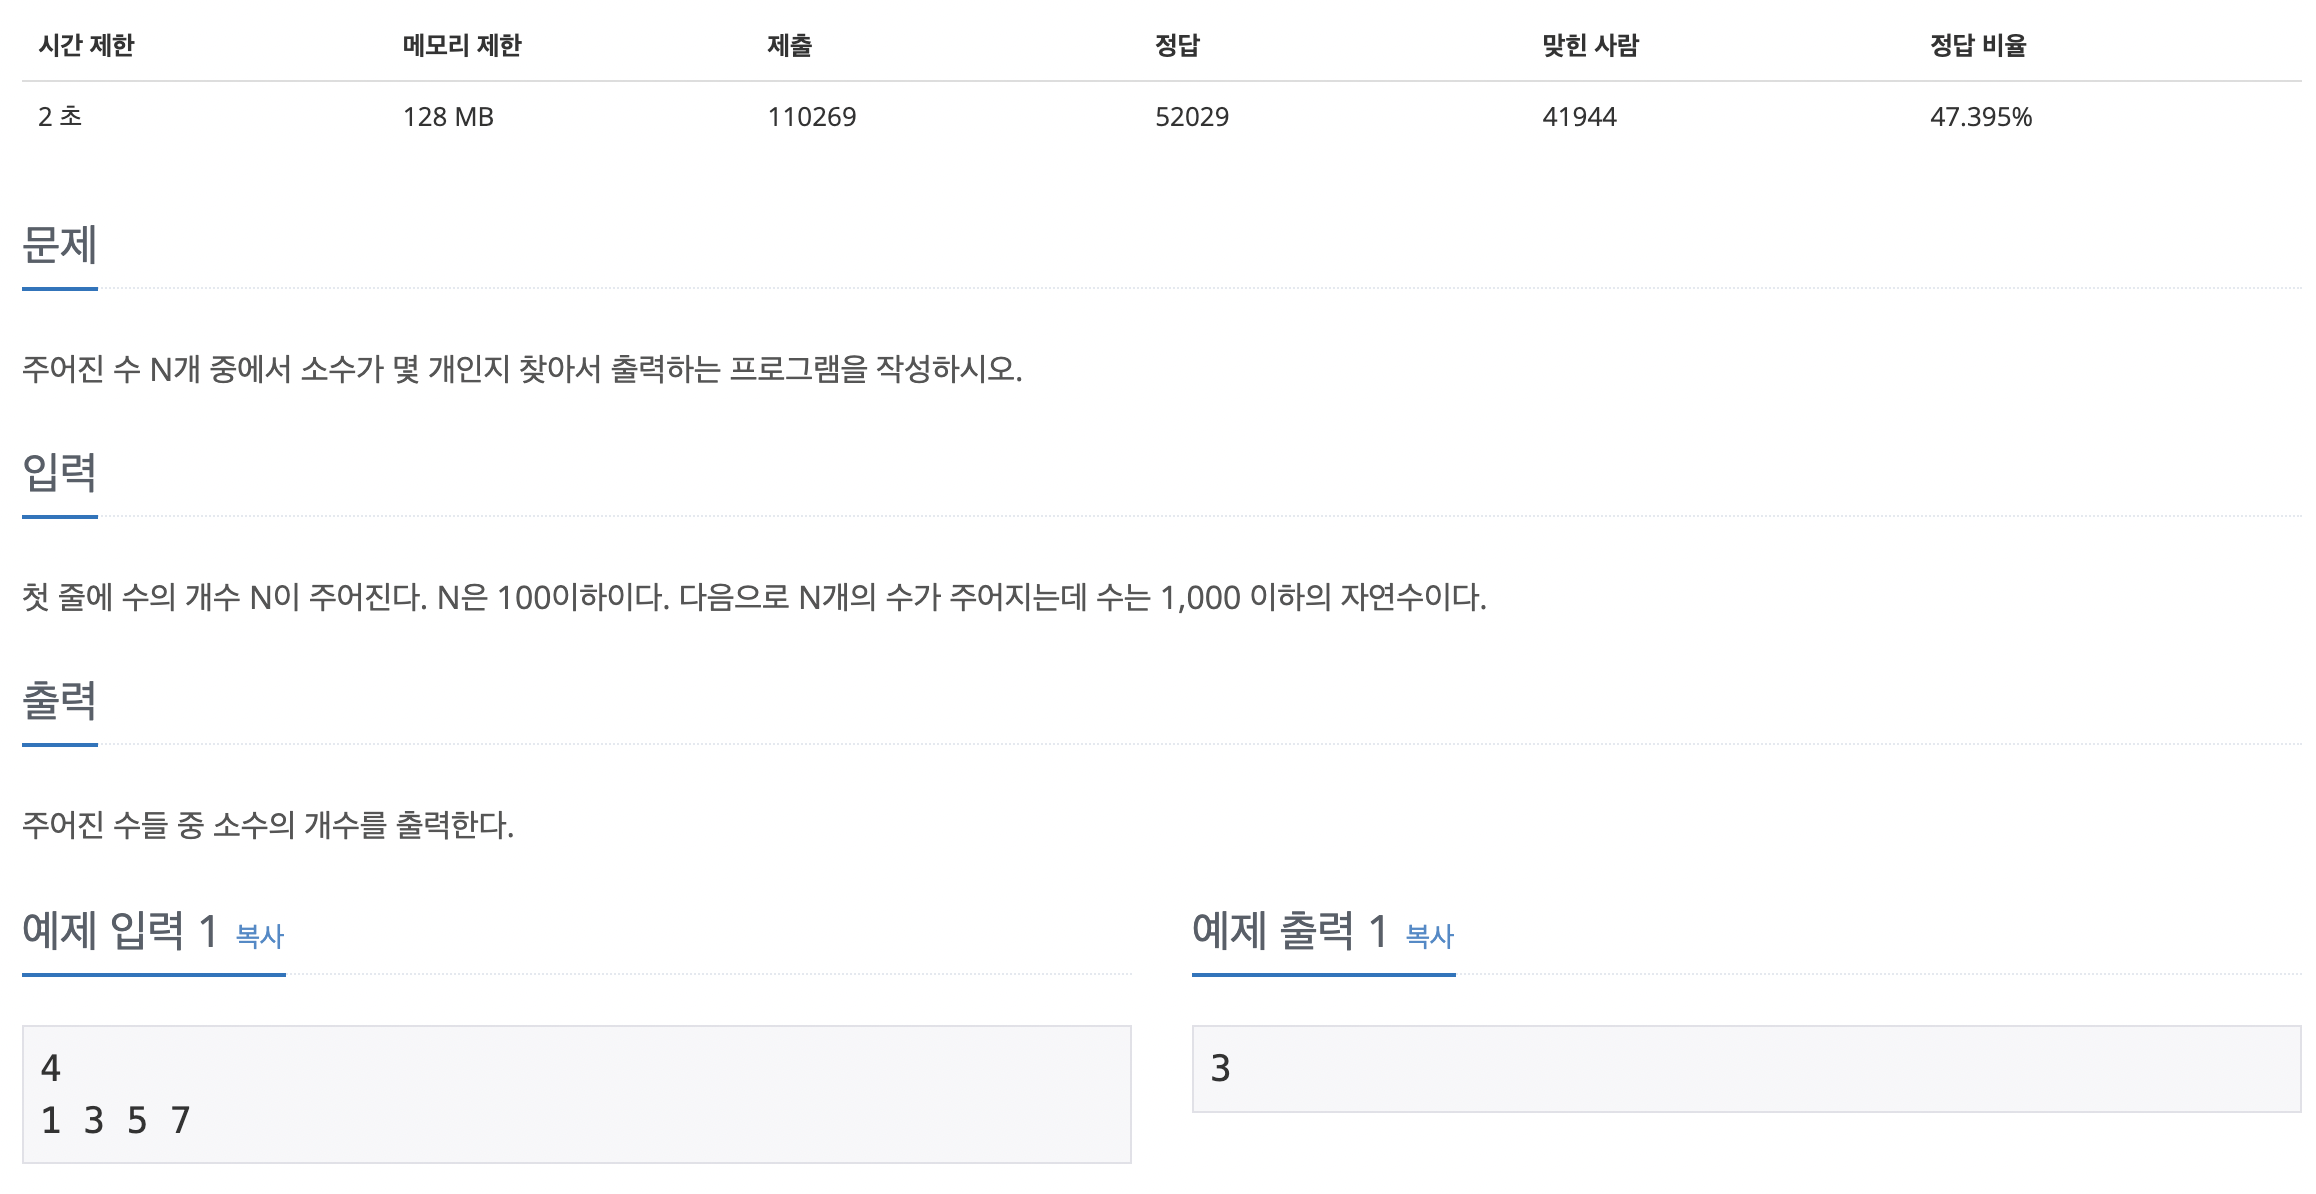 시간 제한 메모리 제한 제출 정답 맞힌 사람 정답 비율
2 초 128 MB 110269 52029 41944 47.395%
문제
주어진 수 N개 중에서 소수가 몇 개인지 찾아서 출력하는 프로그램을 작성하시오.
입력
첫 줄에 수의 개수 N이 주어진다. N은 100이하이다. 다음으로 N개의 수가 주어지는데 수는 1,000 이하의 자연수이다.
출력
주어진 수들 중 소수의 개수를 출력한다.
예제 입력 1 복사
4
1 3 5 7
예제 출력 1 복사
3